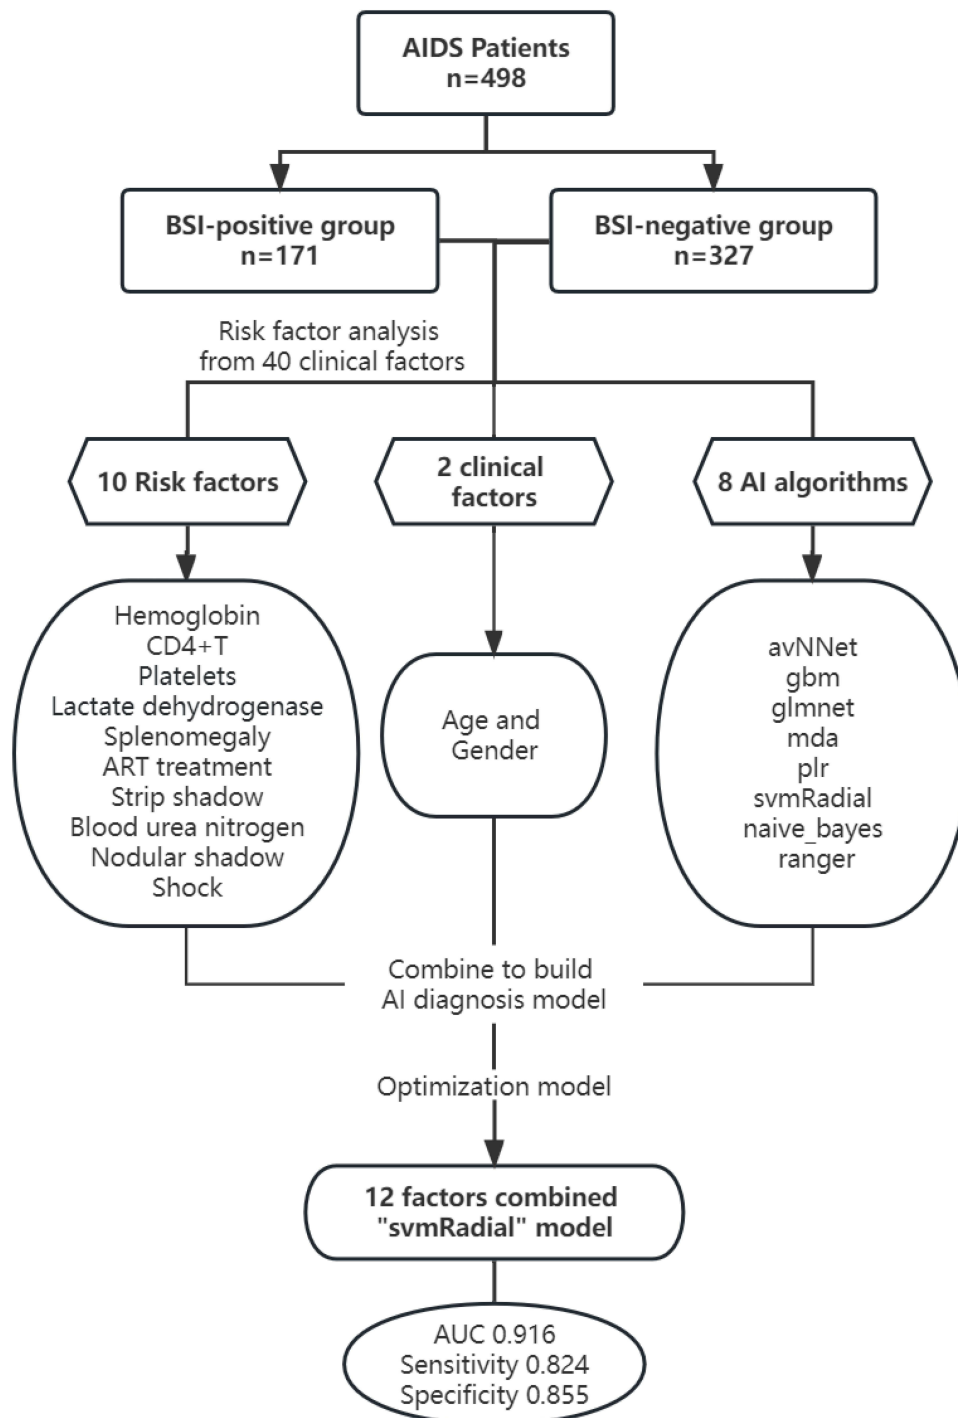 AIDS Patients
n=498
BSI-positive group
n=171
BSI-negative group
n=327
Risk factor analysis
from 40 clinical factors
10 Risk factors
2 clinical
factors
8 AI algorithms
Hemoglobin
CD4+T
Platelets
Lactate dehydrogenase
Splenomegaly
ART treatment
Strip shadow
Blood urea nitrogen
Nodular shadow
Shock
Age and
Gender
avNNet
gbm
glmnet
mda
plr
svmRadial
naive_bayes
ranger
Combine to build
AI diagnosis model
Optimization model
12 factors combined
"svmRadial" model
AUC 0.916
Sensitivity 0.824
Specificity 0.855